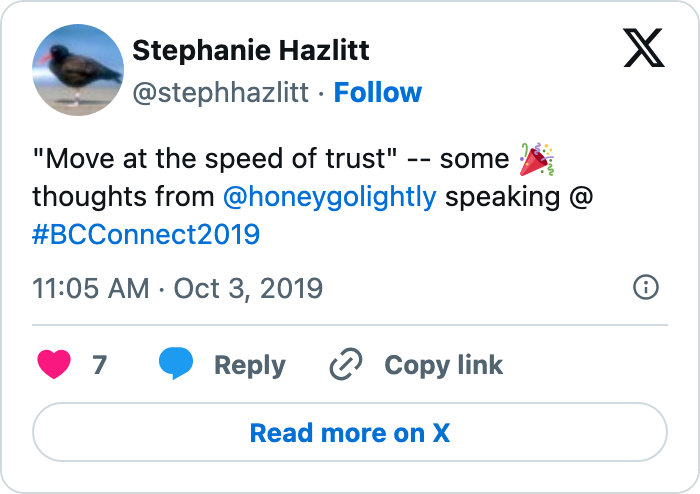 Stephanie Hazlitt
@stephhazlitt · Follow
"Move at the speed of trust" -- some 🎉
thoughts from @honeygolightly speaking @
#BCConnect2019
11:05 AM · Oct 3, 2019
7 Reply Copy link
Read more on X